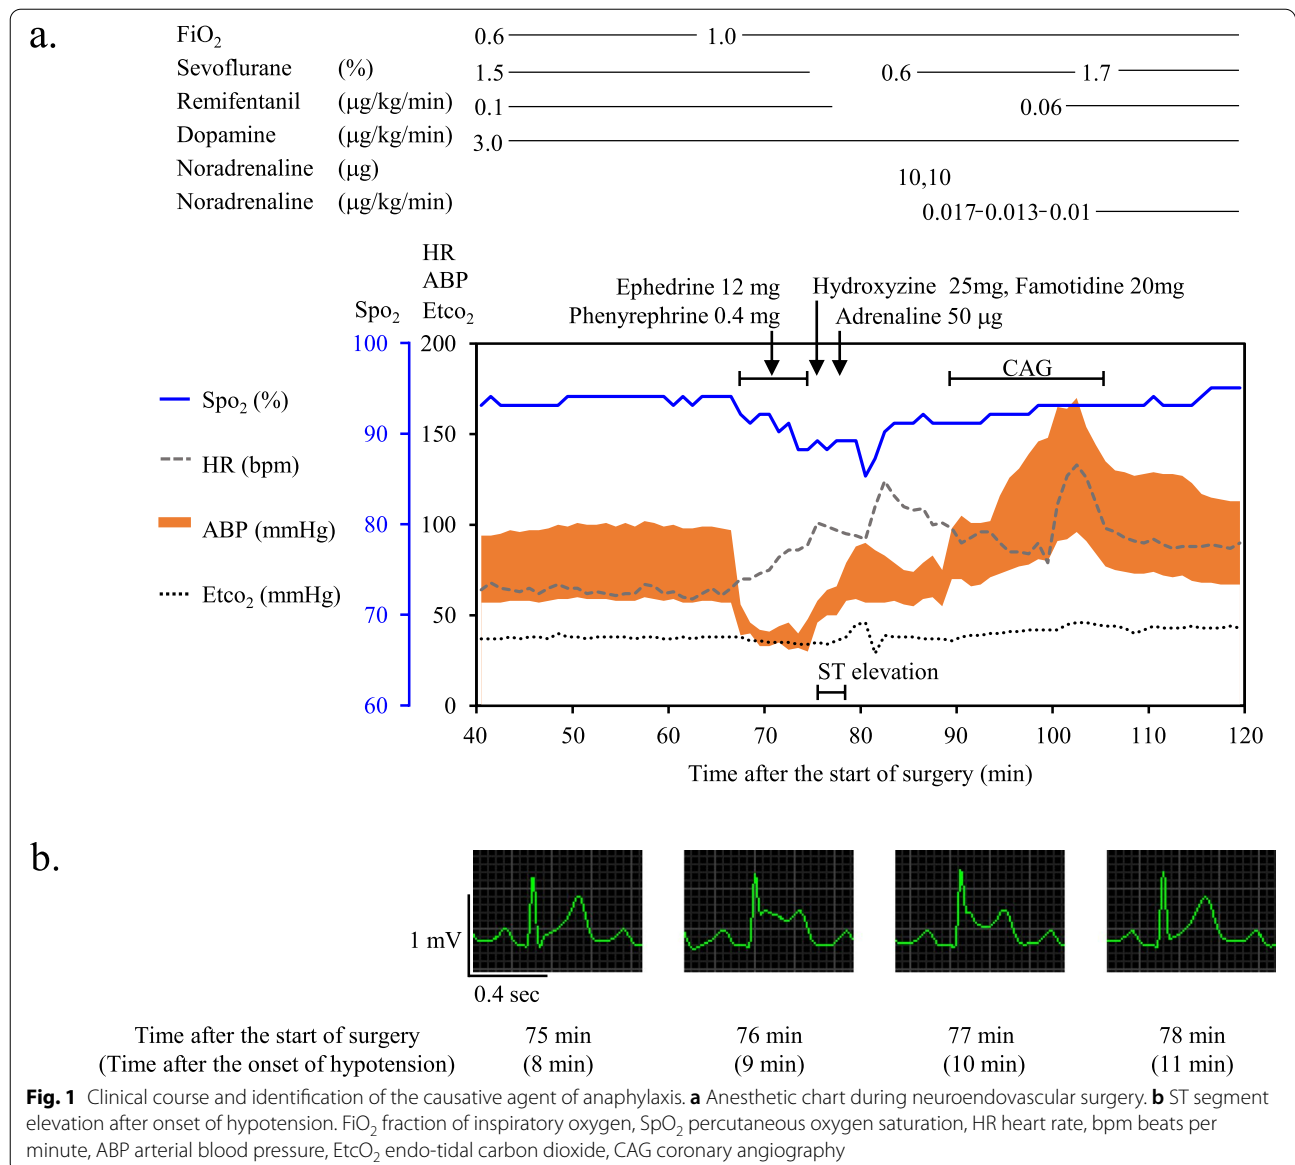 a.
FiO2 0.6 1.0
Sevoflurane (%) 1.5 0.6 1.7
Remifentanil (μg/kg/min) 0.1 0.06
Dopamine (μg/kg/min) 3.0
Noradrenaline (μg) 10,10
Noradrenaline (μg/kg/min) 0.017-0.013-0.01
HR
ABP
Spo2 Etco2
Ephedrine 12 mg
Phenyrephrine 0.4 mg
Hydroxyzine 25mg, Famotidine 20mg
Adrenaline 50 μg
100
90
80
70
60
200
150
100
50
0
CAG
Spo2 (%)
HR (bpm)
ABP (mmHg)
Etco2 (mmHg)
ST elevation
40 50 60 70 80 90 100 110 120
Time after the start of surgery (min)
b.
1 mV
0.4 sec
Time after the start of surgery 75 min 76 min 77 min 78 min
(Time after the onset of hypotension) (8 min) (9 min) (10 min) (11 min)
Fig. 1 Clinical course and identification of the causative agent of anaphylaxis. a Anesthetic chart during neuroendovascular surgery. b ST segment
elevation after onset of hypotension. FiO2 fraction of inspiratory oxygen, SpO2 percutaneous oxygen saturation, HR heart rate, bpm beats per
minute, ABP arterial blood pressure, EtcO2 endo-tidal carbon dioxide, CAG coronary angiography